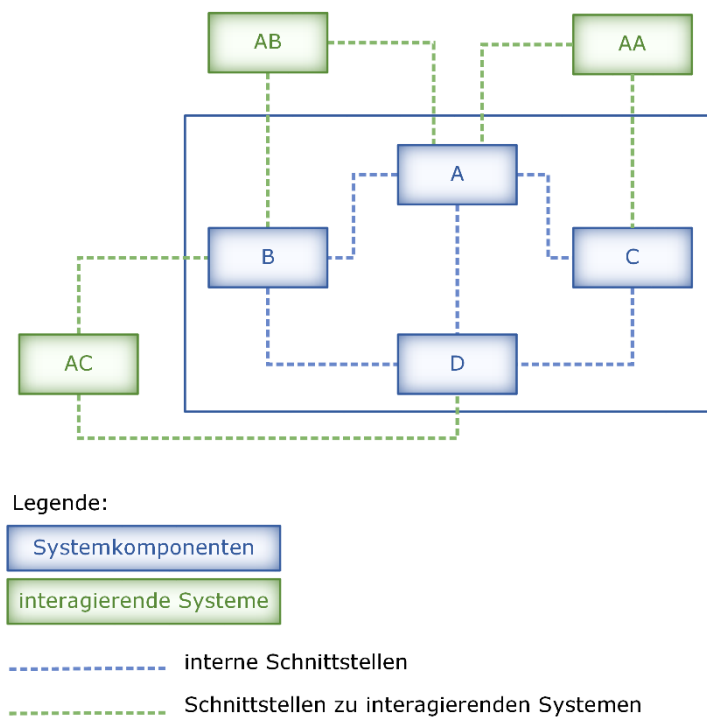 AB
AA
A
B
C
AC
D
Legende:
Systemkomponenten
interagierende Systeme
interne Schnittstellen
Schnittstellen zu interagierenden Systemen